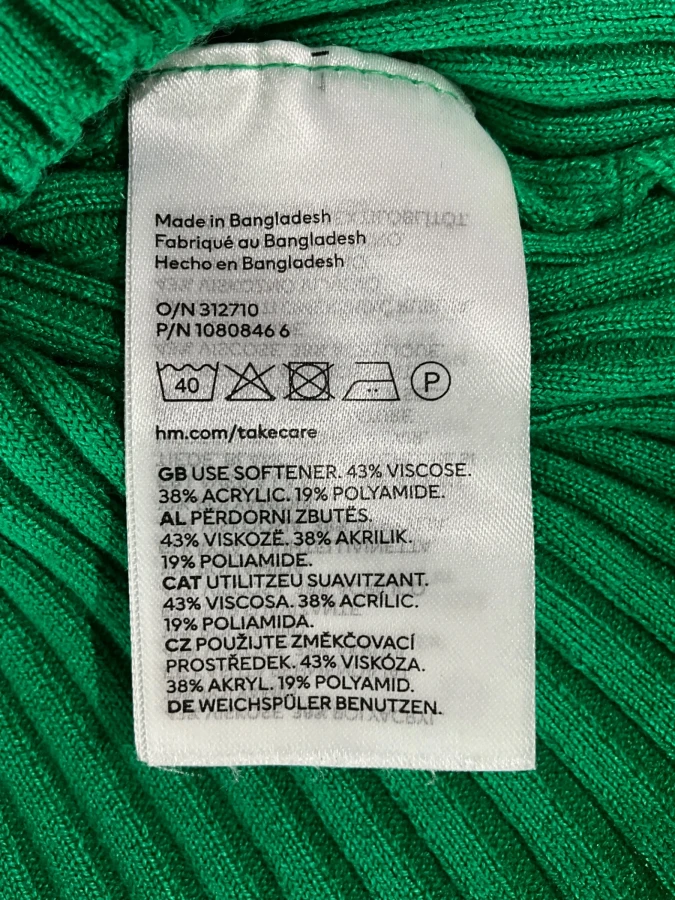 Made in Bangladesh
Fabriqué au Bangladesh
Hecho en Bangladesh
O/N 312710
P/N 1080846 6
40 P
hm.com/takecare
GB USE SOFTENER. 43% VISCOSE.
38% ACRYLIC. 19% POLYAMIDE.
AL PËRDORNI ZBUTËS.
43% VISKOZË. 38% AKRILIK.
19% POLIAMIDE.
CAT UTILITZEU SUAVITZANT.
43% VISCOSA. 38% ACRÍLIC.
19% POLIAMIDA.
CZ POUŽIJTE ZMĚKČOVACÍ
PROSTŘEDEK. 43% VISKÓZA.
38% AKRYL. 19% POLYAMID.
DE WEICHSPÜLER BENUTZEN.